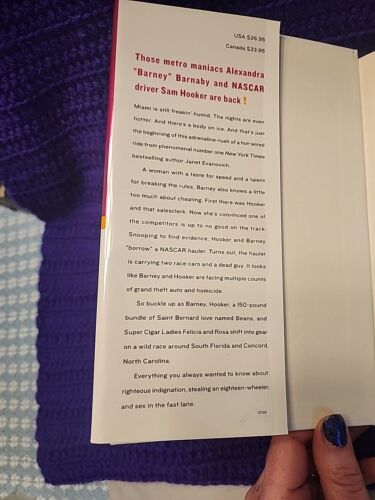 USA $26.95
Canada $33.95
Those metro maniacs Alexandra
"Barney" Barnaby and NASCAR
driver Sam Hooker are back!
Miami is still freakin' humid. The nights are even
hotter. And there's a body on ice. And that's just
the beginning of this adrenaline-rush of a hot-wired
ride from phenomenal number one New York Times
bestselling author Janet Evanovich.
A woman with a taste for speed and a talent
for breaking the rules, Barney also knows a little
too much about cheating. First there was Hooker
and that salesclerk. Now she's convinced one of
the competitors is up to no good on the track.
Snooping to find evidence, Hooker and Barney
"borrow" a NASCAR hauler. Turns out, the hauler
is carrying two race cars and a dead guy. It looks
like Barney and Hooker are facing multiple counts
of grand theft auto and homicide.
So buckle up as Barney, Hooker, a 150-pound
bundle of Saint Bernard love named Beans, and
Super Cigar Ladies Felicia and Rosa shift into gear
on a wild race around South Florida and Concord,
North Carolina.
Everything you always wanted to know about
righteous indignation, stealing an eighteen-wheeler,
and sex in the fast lane.